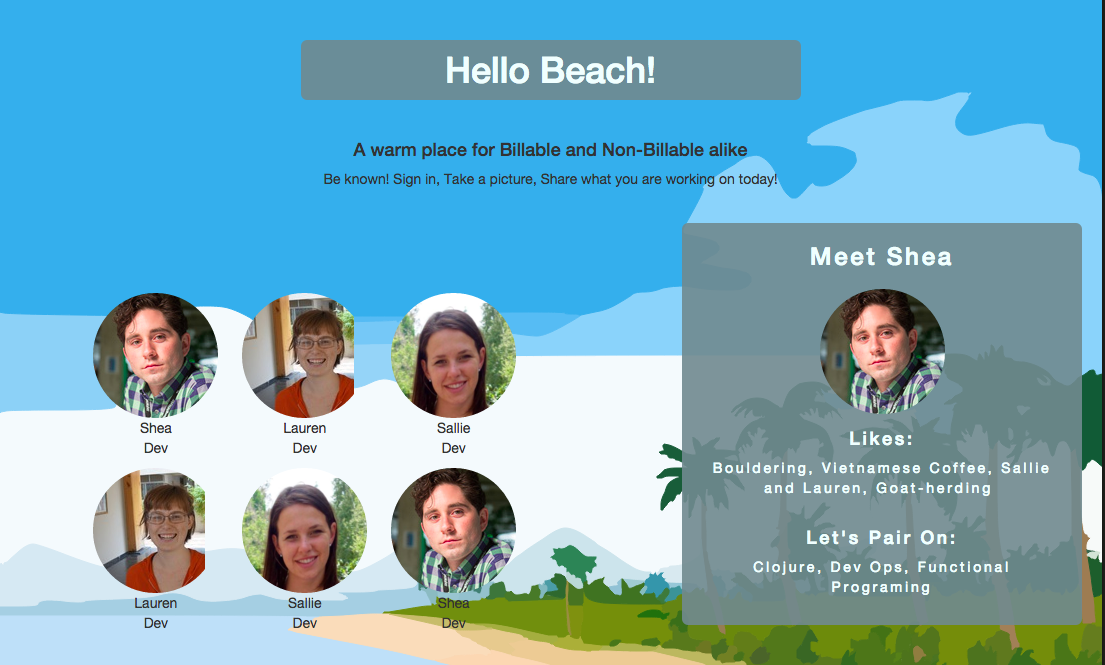 Hello Beach!
A warm place for Billable and Non-Billable alike
Be known! Sign in, Take a picture, Share what you are working on today!
Shea
Dev
Lauren
Dev
Sallie
Dev
Lauren
Dev
Sallie
Dev
Shea
Dev
Meet Shea
Likes:
Bouldering, Vietnamese Coffee, Sallie
and Lauren, Goat-herding
Let's Pair On:
Clojure, Dev Ops, Functional
Programing